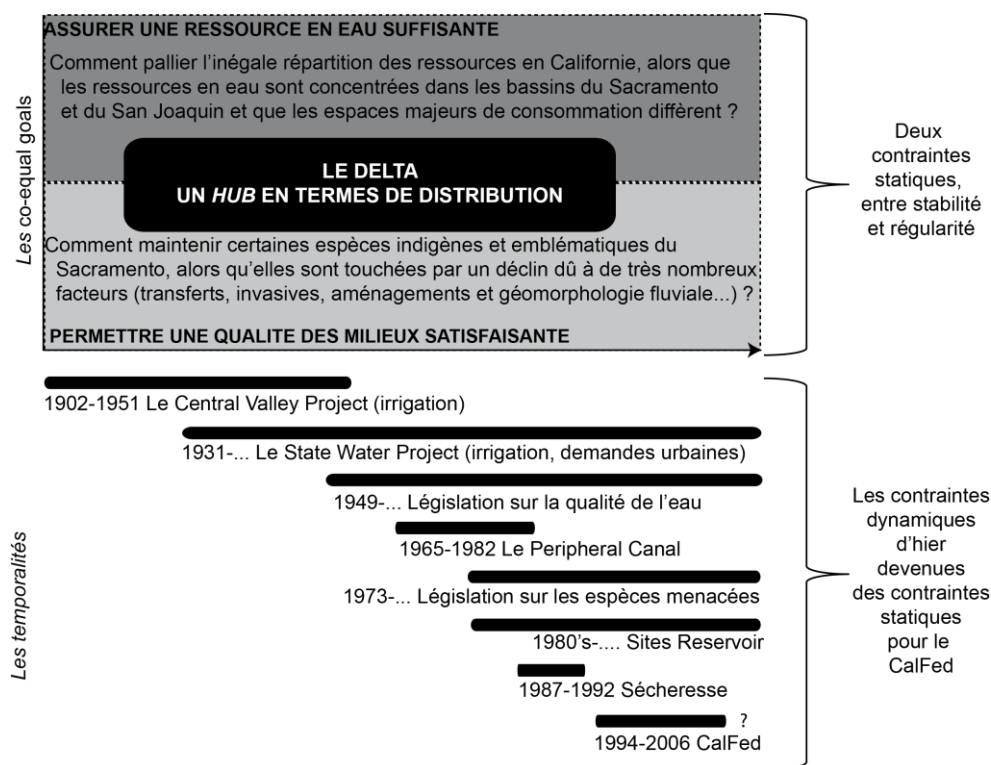 ASSURER UNE RESSOURCE EN EAU SUFFISANTE
Comment pallier l'inégale répartition des ressources en Californie, alors que
les ressources en eau sont concentrées dans les bassins du Sacramento
et du San Joaquin et que les espaces majeurs de consommation diffèrent ?
LE DELTA
UN HUB EN TERMES DE DISTRIBUTION
Comment maintenir certaines espèces indigènes et emblématiques du
Sacramento, alors qu'elles sont touchées par un déclin dû à de très nombreux
facteurs (transferts, invasives, aménagements et géomorphologie fluviale...) ?
PERMETTRE UNE QUALITE DES MILIEUX SATISFAISANTE
Les co-equal goals
Deux
contraintes
statiques,
entre stabilité
et régularité
1902-1951 Le Central Valley Project (irrigation)
1931-... Le State Water Project (irrigation, demandes urbaines)
1949-... Législation sur la qualité de l'eau
1965-1982 Le Peripheral Canal
1973-... Législation sur les espèces menacées
1980's-.... Sites Reservoir
1987-1992 Sécheresse
?
1994-2006 CalFed
Les temporalités
Les contraintes
dynamiques
d'hier
devenues
des contraintes
statiques
pour le
CalFed